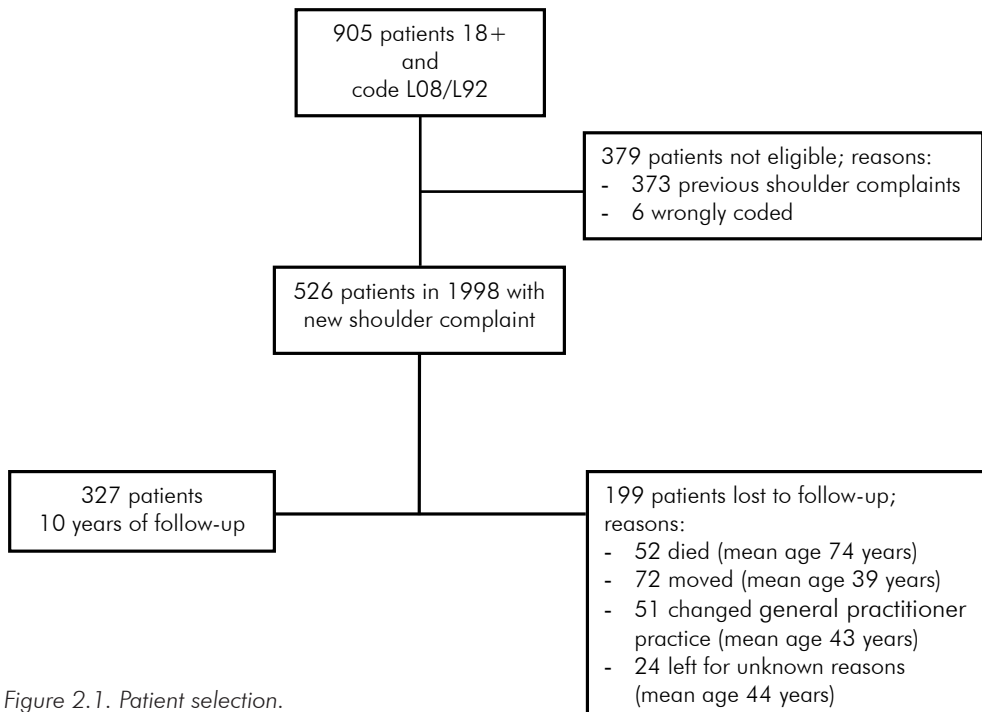 905 patients 18+
and
code L08/L92
379 patients not eligible; reasons:
- 373 previous shoulder complaints
- 6 wrongly coded
526 patients in 1998 with
new shoulder complaint
327 patients
10 years of follow-up
199 patients lost to follow-up;
reasons:
- 52 died (mean age 74 years)
- 72 moved (mean age 39 years)
- 51 changed general practitioner
practice (mean age 43 years)
- 24 left for unknown reasons
(mean age 44 years)
Figure 2.1. Patient selection.